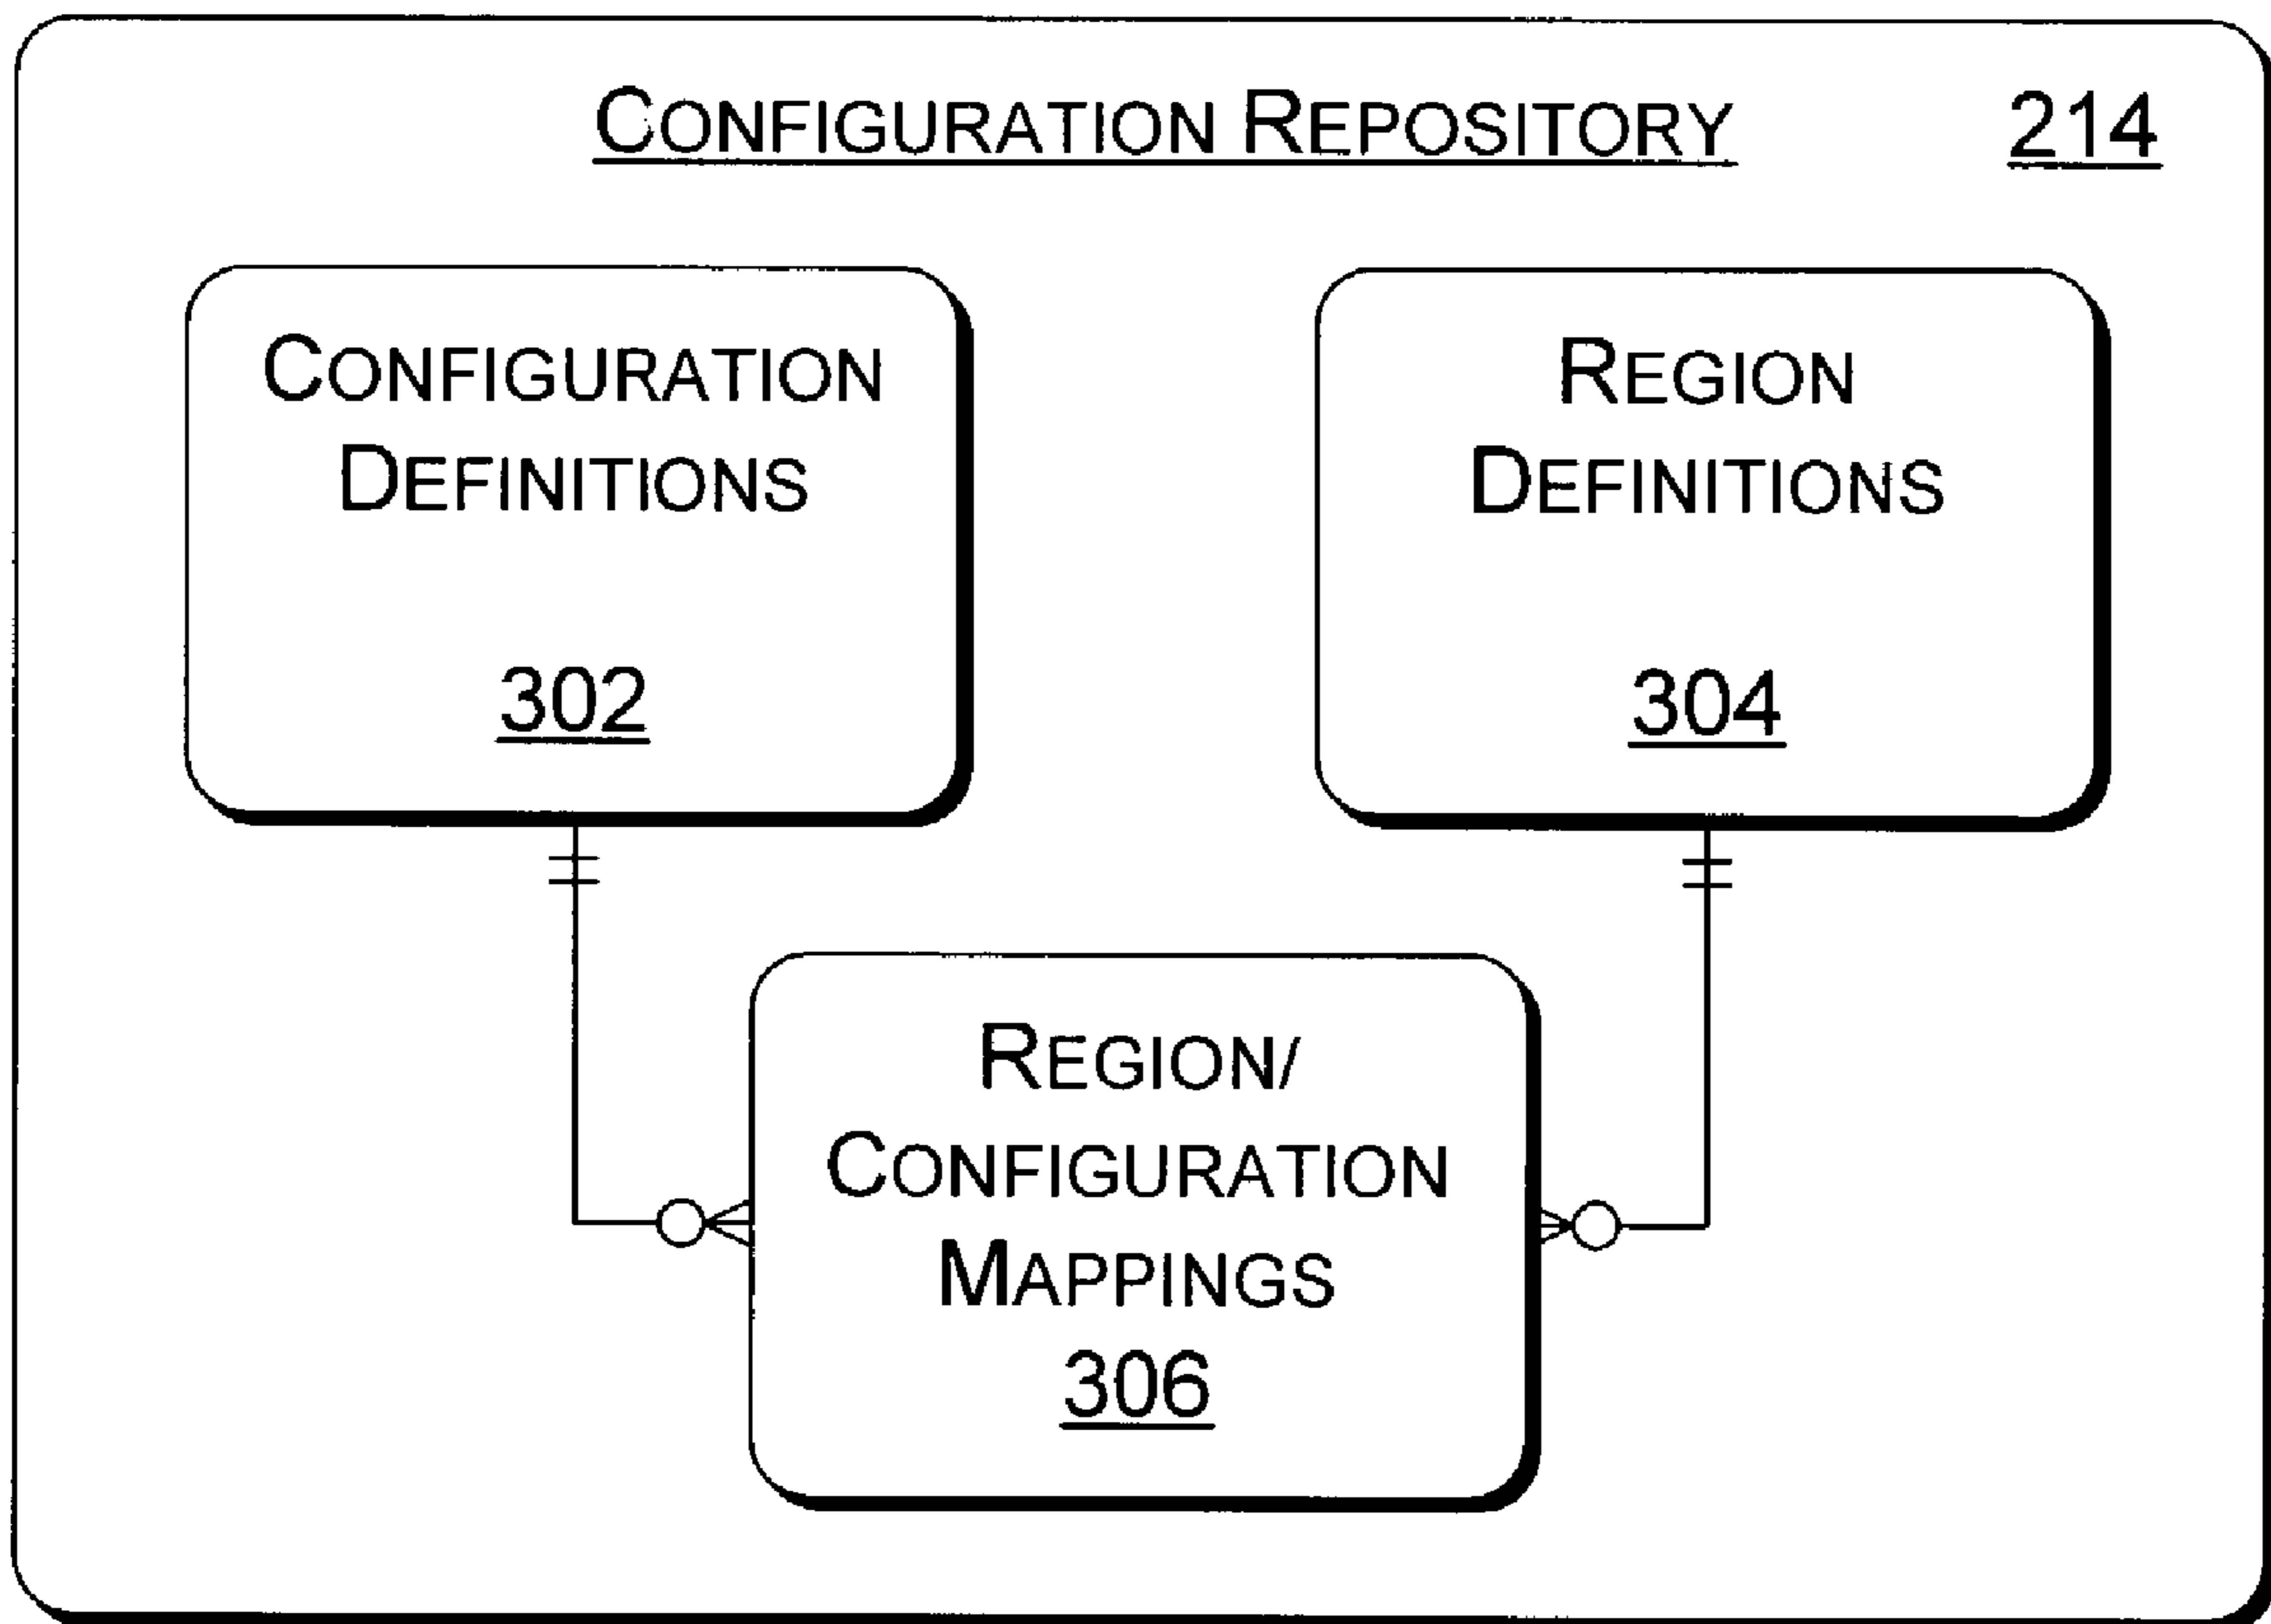 CONFIGURATION REPOSITORY 214
CONFIGURATION
DEFINITIONS
302
REGION
DEFINITIONS
304
REGION/
CONFIGURATION
MAPPINGS
306